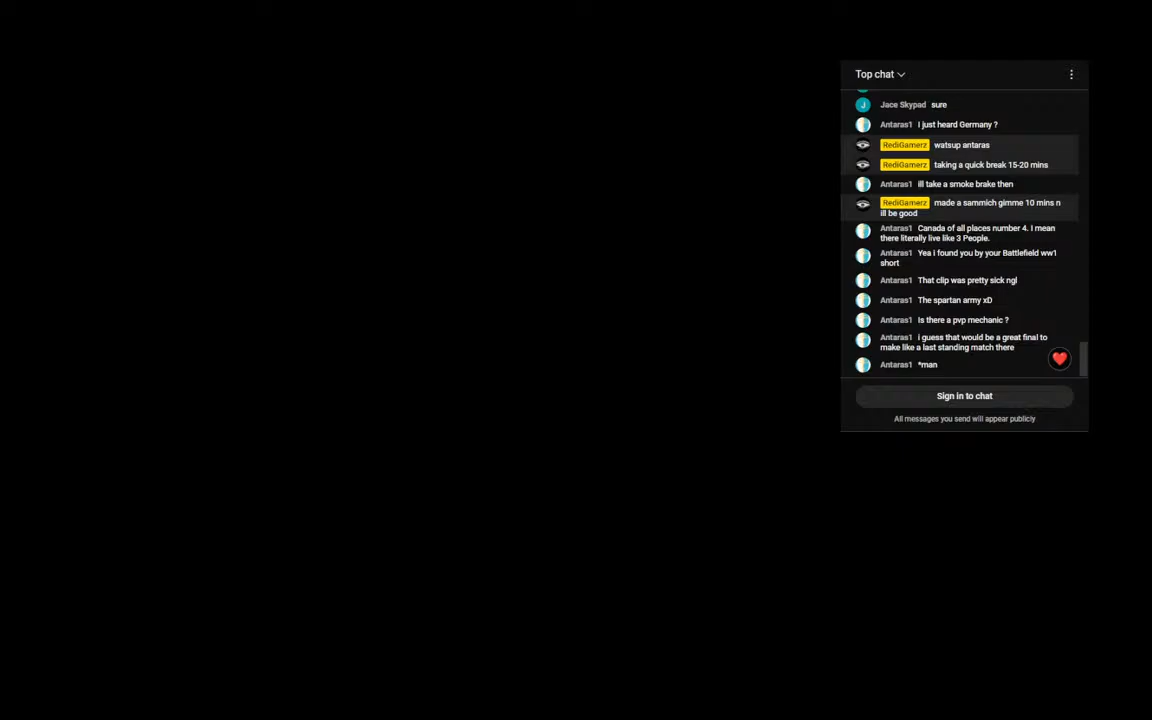 Top chat
J Jace Skypad sure
Antaras1 I just heard Germany ?
RediGamerz watsup antaras
RediGamerz taking a quick break 15-20 mins
Antaras1 ill take a smoke brake then
RediGamerz made a sammich gimme 10 mins n
ill be good
Antaras1 Canada of all places number 4. I mean
there literally live like 3 People.
Antaras1 Yea i found you by your Battlefield ww1
short
Antaras1 That clip was pretty sick ngl
Antaras1 The spartan army xD
Antaras1 Is there a pvp mechanic ?
Antaras1 i guess that would be a great final to
make like a last standing match there
Antaras1 *man
Sign in to chat
All messages you send will appear publicly